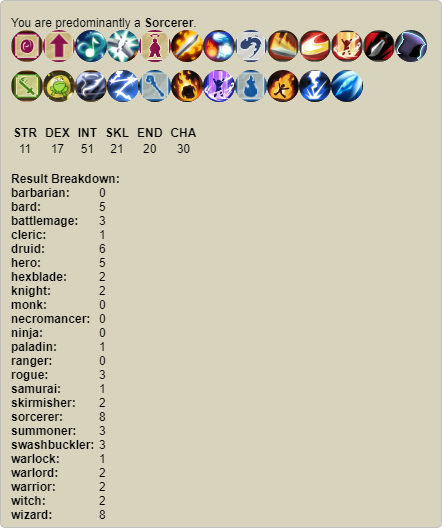 You are predominantly a Sorcerer.
STR DEX INT SKL END CHA
11 17 51 21 20 30
Result Breakdown:
barbarian: 0
bard: 5
battlemage: 3
cleric: 1
druid: 6
hero: 5
hexblade: 2
knight: 2
monk: 0
necromancer: 0
ninja: 0
paladin: 1
ranger: 0
rogue: 3
samurai: 1
skirmisher: 2
sorcerer: 8
summoner: 3
swashbuckler: 3
warlock: 1
warlord: 2
warrior: 2
witch: 2
wizard: 8